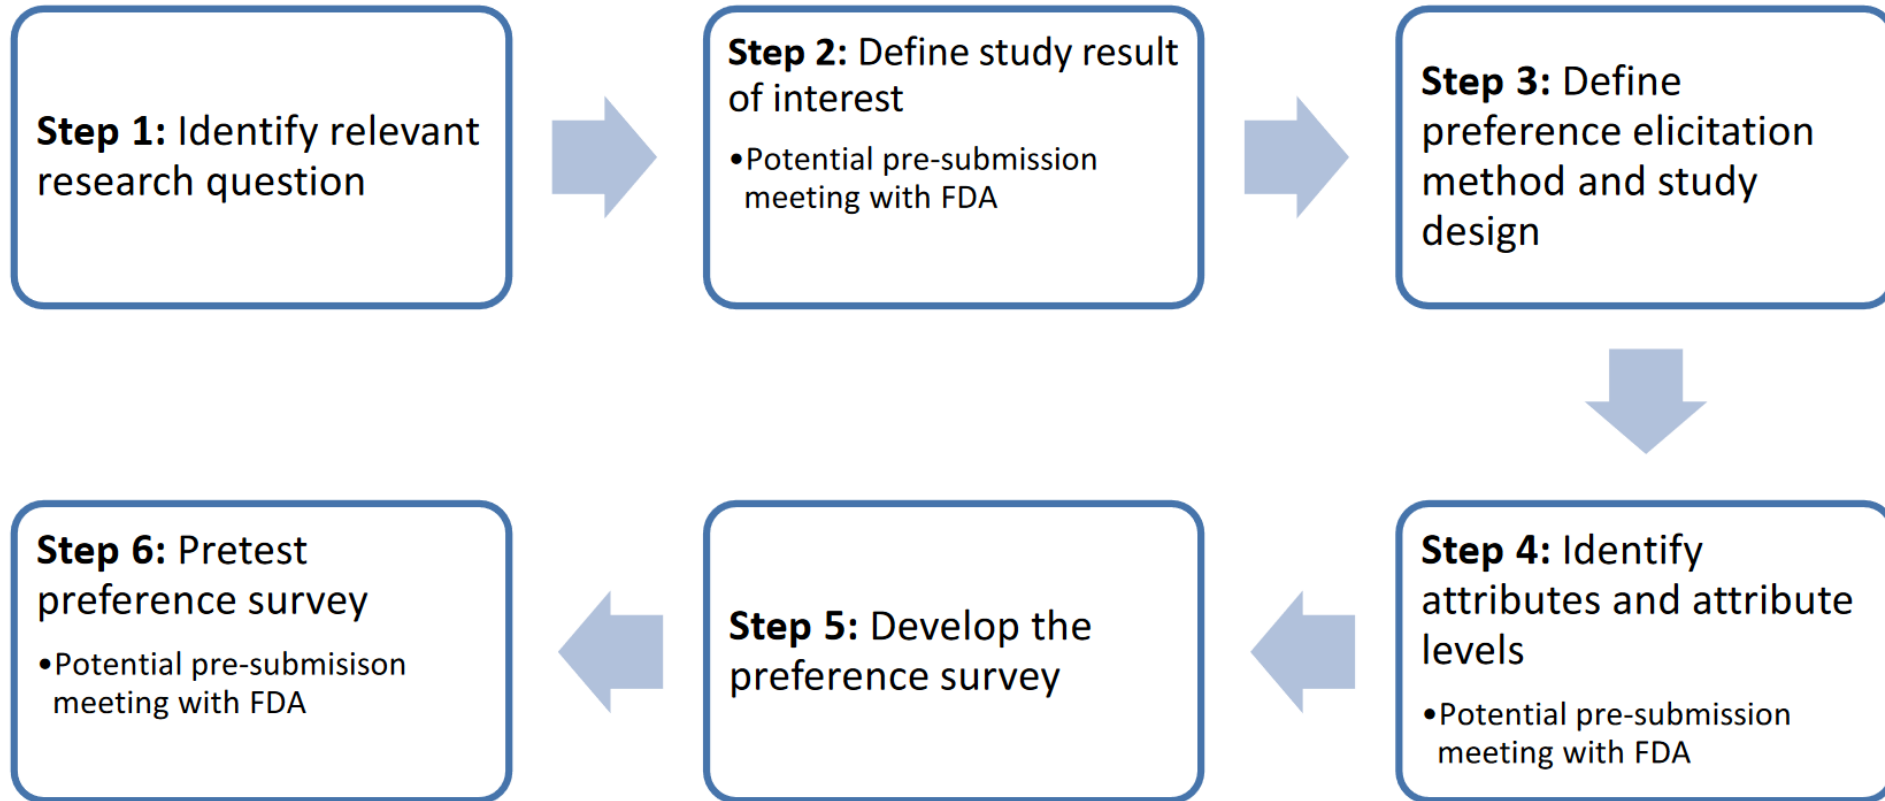 Step 1: Identify relevant
research question
Step 2: Define study result
of interest
•Potential pre-submission
meeting with FDA
Step 3: Define
preference elicitation
method and study
design
Step 4: Identify
attributes and attribute
levels
•Potential pre-submission
meeting with FDA
Step 5: Develop the
preference survey
Step 6: Pretest
preference survey
•Potential pre-submisison
meeting with FDA